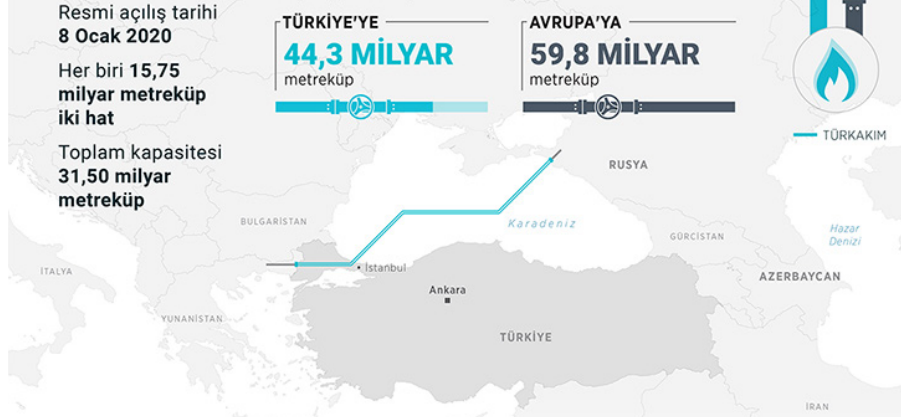 Resmi açılış tarihi
8 Ocak 2020
Her biri 15,75
milyar metreküp
iki hat
Toplam kapasitesi
31,50 milyar
metreküp
TÜRKİYE'YE
44,3 MİLYAR
metreküp
AVRUPA'YA
59,8 MİLYAR
metreküp
TÜRKAKIM
RUSYA
BULGARİSTAN
Karadeniz
GÜRCİSTAN
Hazar
Denizi
İTALYA
İstanbul
AZERBAYCAN
Ankara
YUNANİSTAN
TÜRKİYE
İRAN